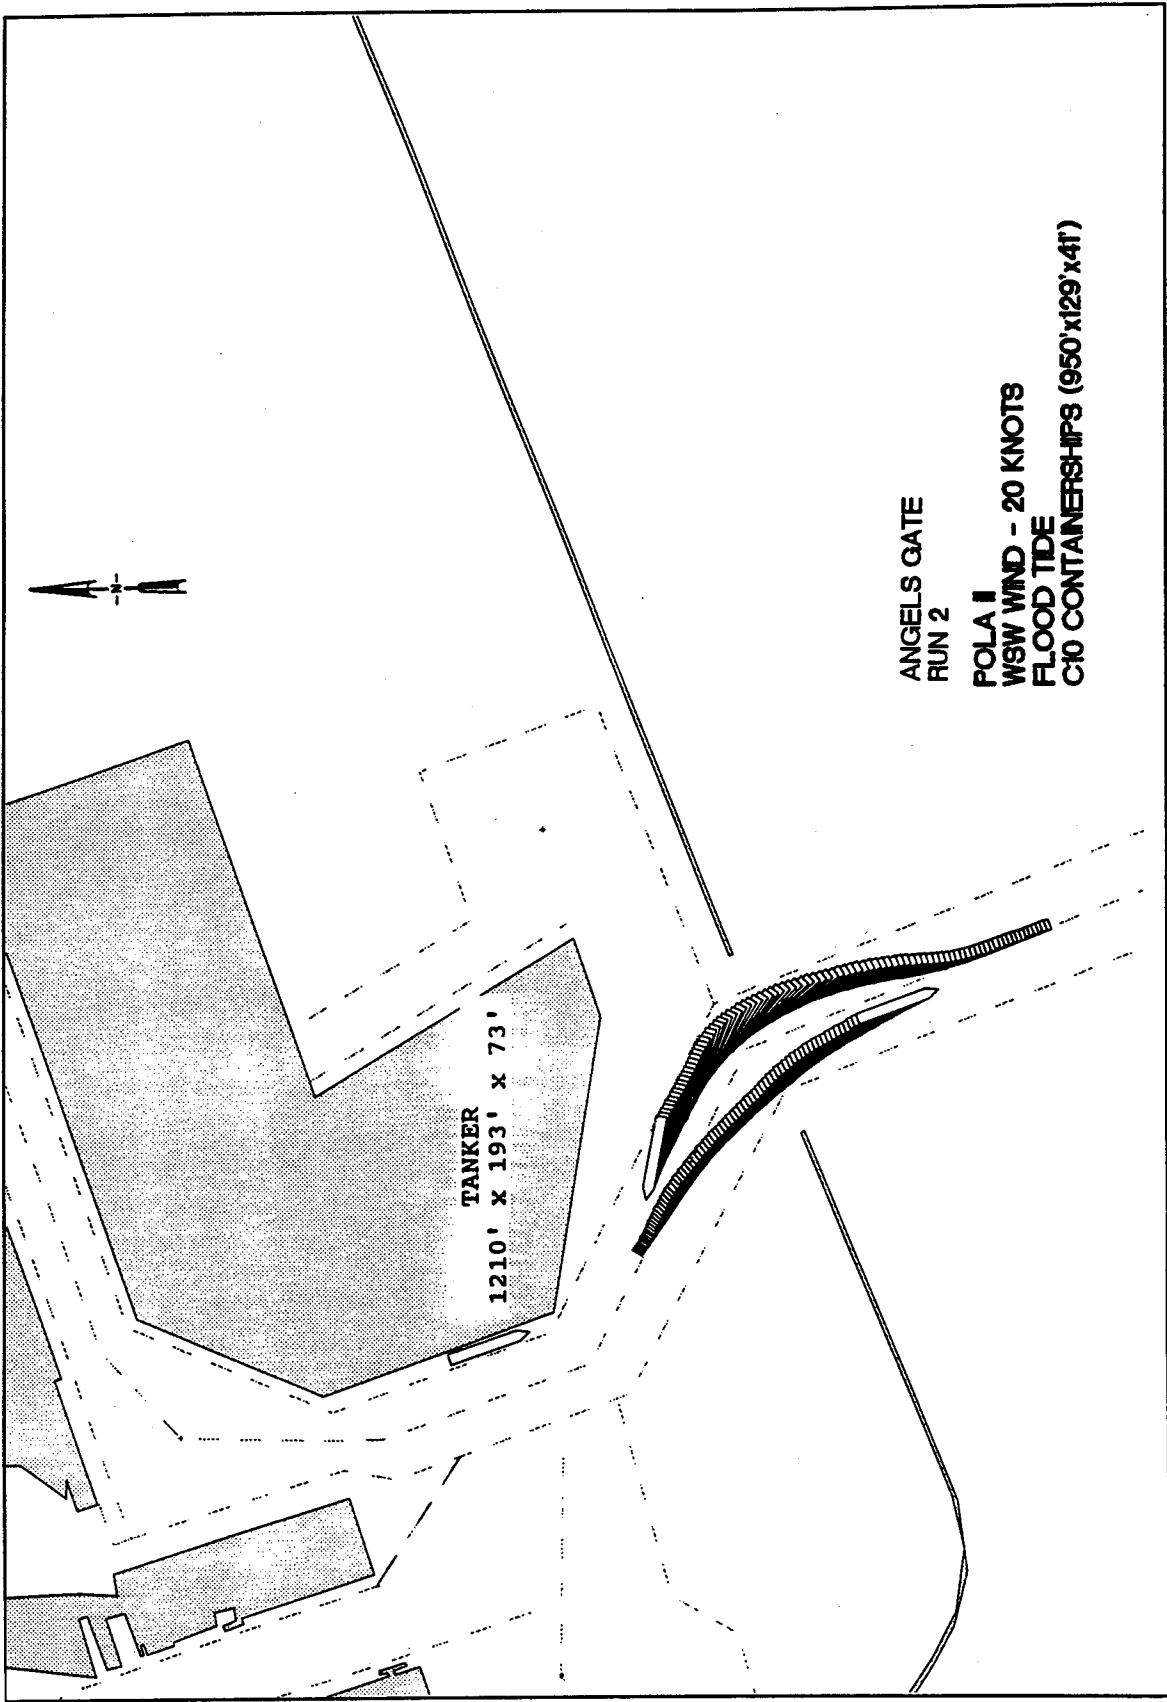 -N-
TANKER
1210' x 193' x 73'
ANGELS GATE
RUN 2
POLA II
WSW WIND - 20 KNOTS
FLOOD TIDE
C10 CONTAINERSHIPS (950'x129'x41')